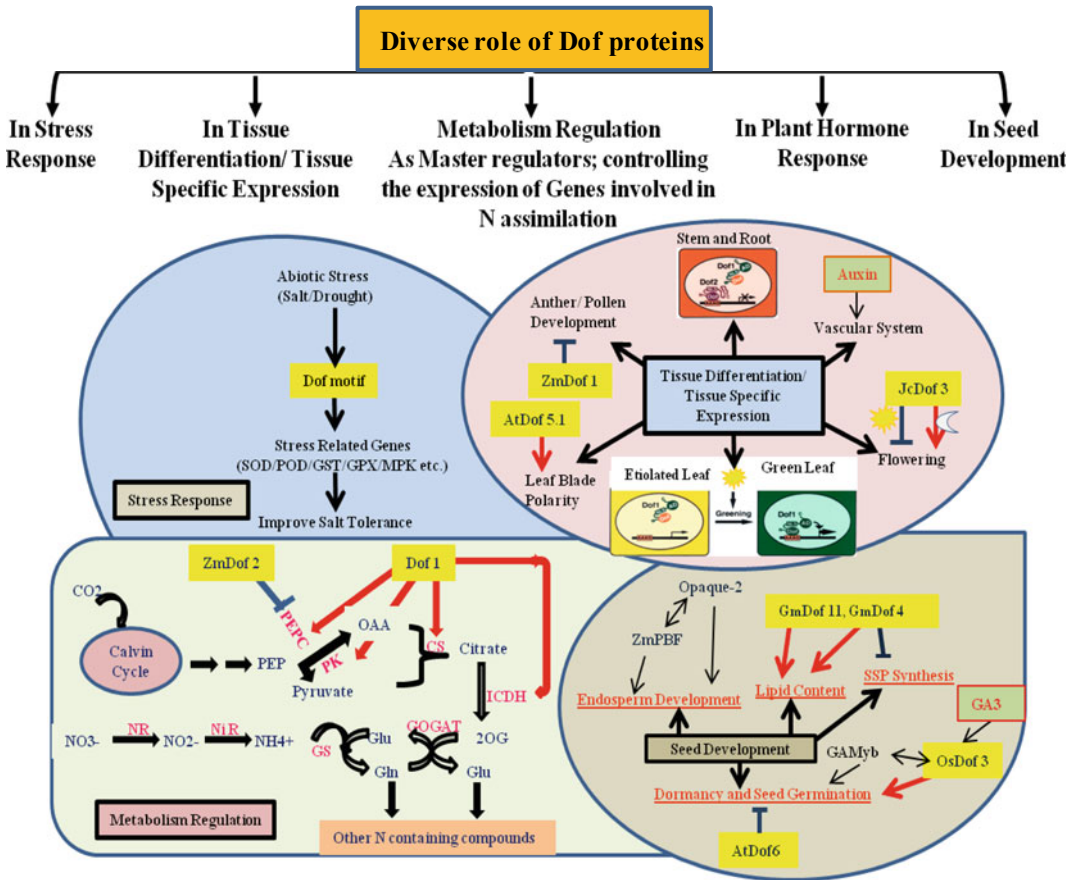 Diverse role of Dof proteins
In Stress
Response
In Tissue
Differentiation/ Tissue
Specific Expression
Metabolism Regulation
As Master regulators; controlling
the expression of Genes involved in
N assimilation
In Plant Hormone
Response
In Seed
Development
Abiotic Stress
(Salt/Drought)
Dof motif
Stress Related Genes
(SOD/POD/GST/GPX/MPK etc.)
Improve Salt Tolerance
Stress Response
Stem and Root
Dof1
Dof2
Auxin
Vascular System
Anther/ Pollen
Development
ZmDof 1
AtDof 5.1
Leaf Blade
Polarity
Tissue Differentiation/
Tissue Specific
Expression
JcDof 3
Flowering
Etiolated Leaf
Green Leaf
Dof1
Greening
Dof1
ZmDof 2
Dof 1
CO2
Calvin
Cycle
PEP
PEPC
PK
OAA
Pyruvate
CS
Citrate
ICDH
2OG
NO3-
NR
NO2-
NiR
NH4+
GS
Glu
Gln
GOGAT
Glu
Other N containing compounds
Metabolism Regulation
Opaque-2
ZmPBF
Endosperm Development
GmDof 11, GmDof 4
Lipid Content
SSP Synthesis
GA3
Seed Development
GAMyb
OsDof 3
Dormancy and Seed Germination
AtDof6